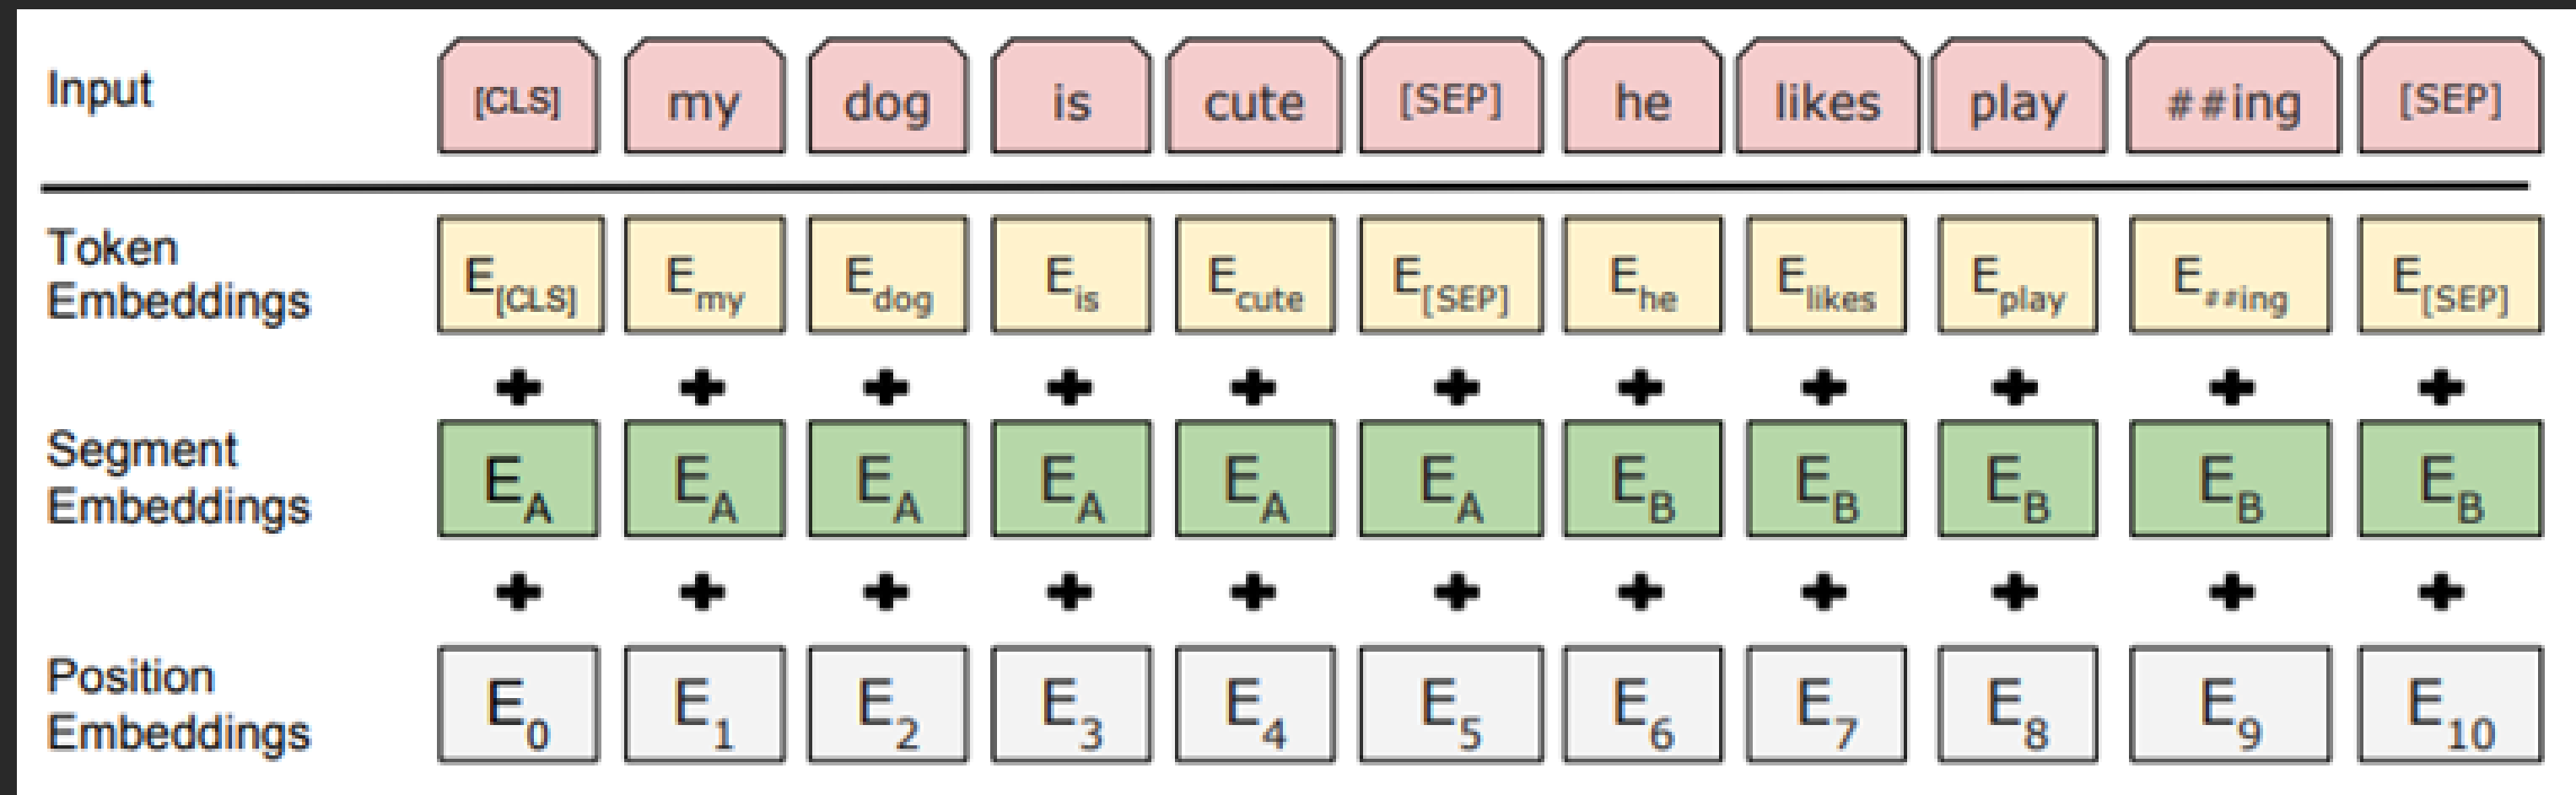 Input [CLS] my dog is cute [SEP] he likes play ##ing [SEP]
Token Embeddings E[CLS] Emy Edog Eis Ecute E[SEP] Ehe Elikes Eplay E##ing E[SEP]
+ + + + + + + + + + +
Segment Embeddings EA EA EA EA EA EA EB EB EB EB EB
+ + + + + + + + + + +
Position Embeddings E0 E1 E2 E3 E4 E5 E6 E7 E8 E9 E10